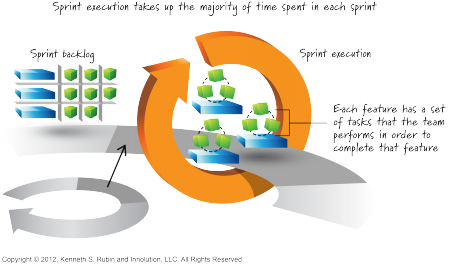 Sprint execution takes up the majority of time spent in each sprint
Sprint backlog
Sprint execution
Each feature has a set
of tasks that the team
performs in order to
complete that feature
Copyright © 2012, Kenneth S. Rubin and Innolution, LLC. All Rights Reserved.